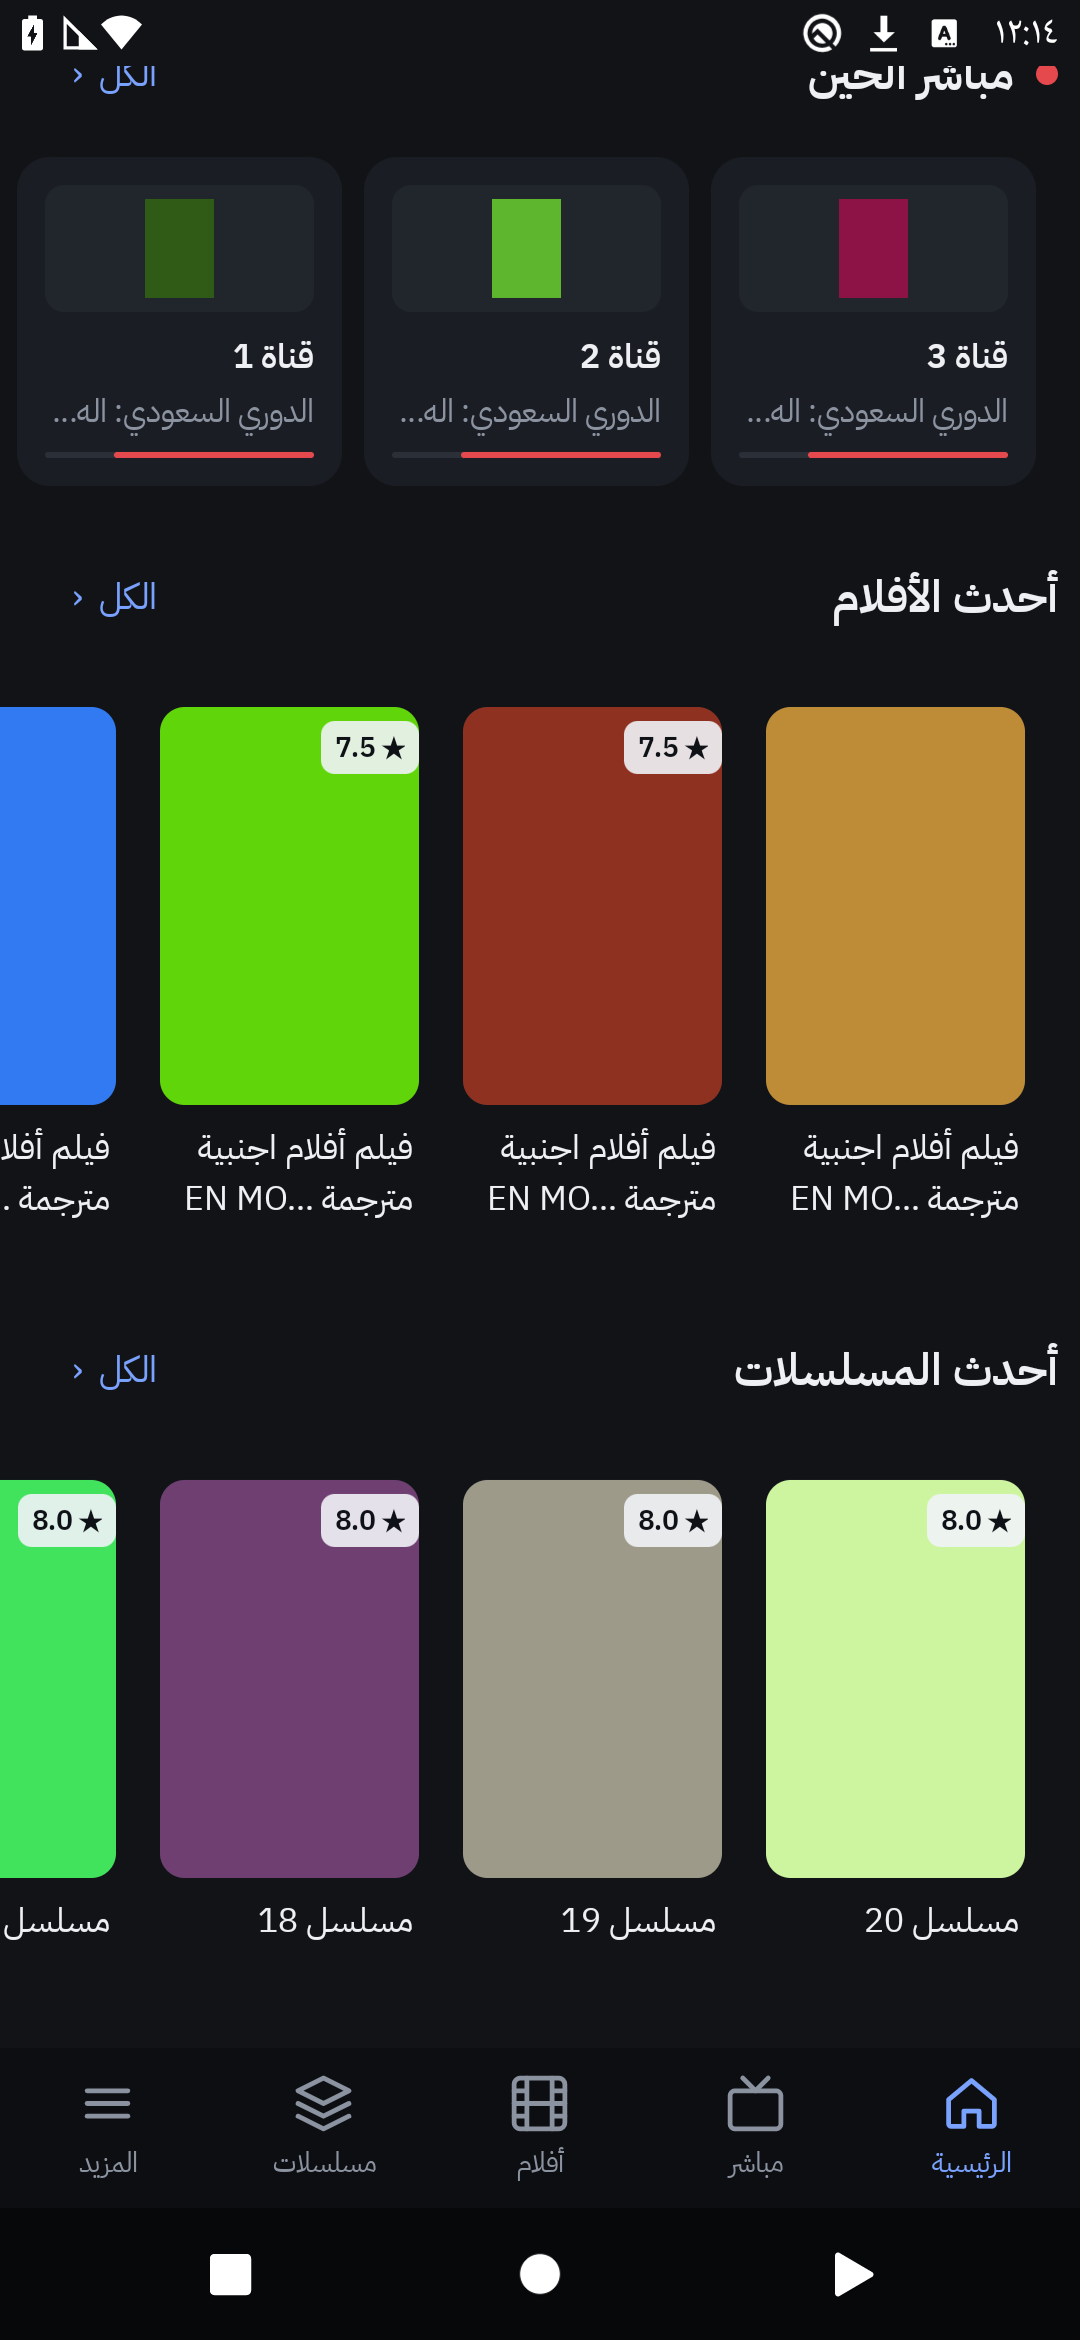 ١٢:١٤
مباشر الحين
الكل ›
قناة 3
الدوري السعودي: اله...
قناة 2
الدوري السعودي: اله...
قناة 1
الدوري السعودي: اله...
أحدث الأفلام
الكل ›
★ 7.5
★ 7.5
فيلم أفلام اجنبية
مترجمة EN MO...
فيلم أفلام اجنبية
مترجمة EN MO...
فيلم أفلام اجنبية
مترجمة EN MO...
فيلم أفلا
مترجمة .
أحدث المسلسلات
الكل ›
★ 8.0
★ 8.0
★ 8.0
★ 8.0
مسلسل 20
مسلسل 19
مسلسل 18
مسلسل
الرئيسية
مباشر
أفلام
مسلسلات
المزيد